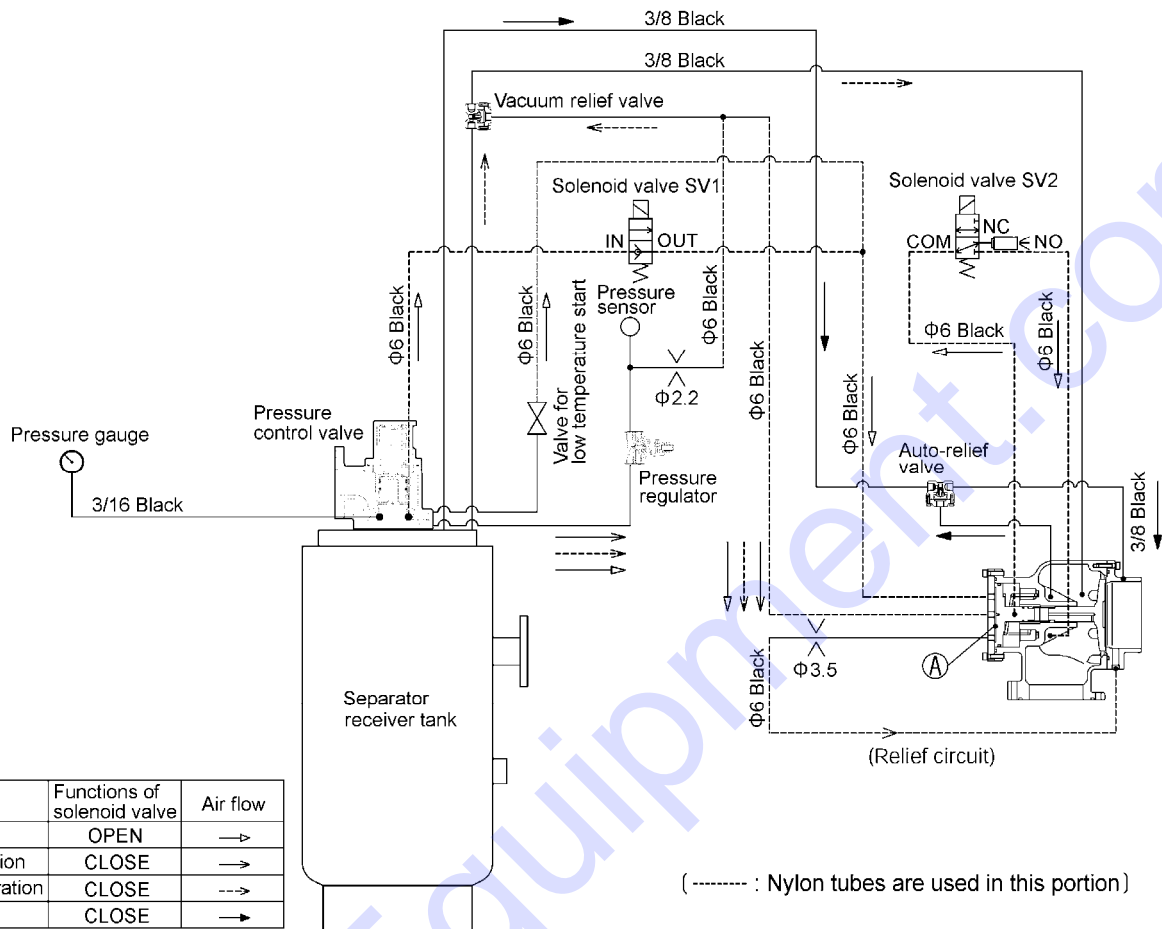 3/8 Black
3/8 Black
Vacuum relief valve
Solenoid valve SV1
Solenoid valve SV2
NC
IN
OUT
COM
NO
Pressure
sensor
Φ6 Black
Φ6 Black
Valve for
low temperature start
Φ6 Black
Φ2.2
Φ6 Black
Φ6 Black
Φ6 Black
Φ6 Black
Pressure
control valve
Pressure gauge
3/16 Black
Pressure
regulator
Auto-relief
valve
3/8 Black
A
Φ3.5
Φ6 Black
(Relief circuit)
Separator
receiver tank
Functions of
solenoid valve
Air flow
OPEN
ion CLOSE
ration CLOSE
CLOSE
( ------- : Nylon tubes are used in this portion)
Equipment.com